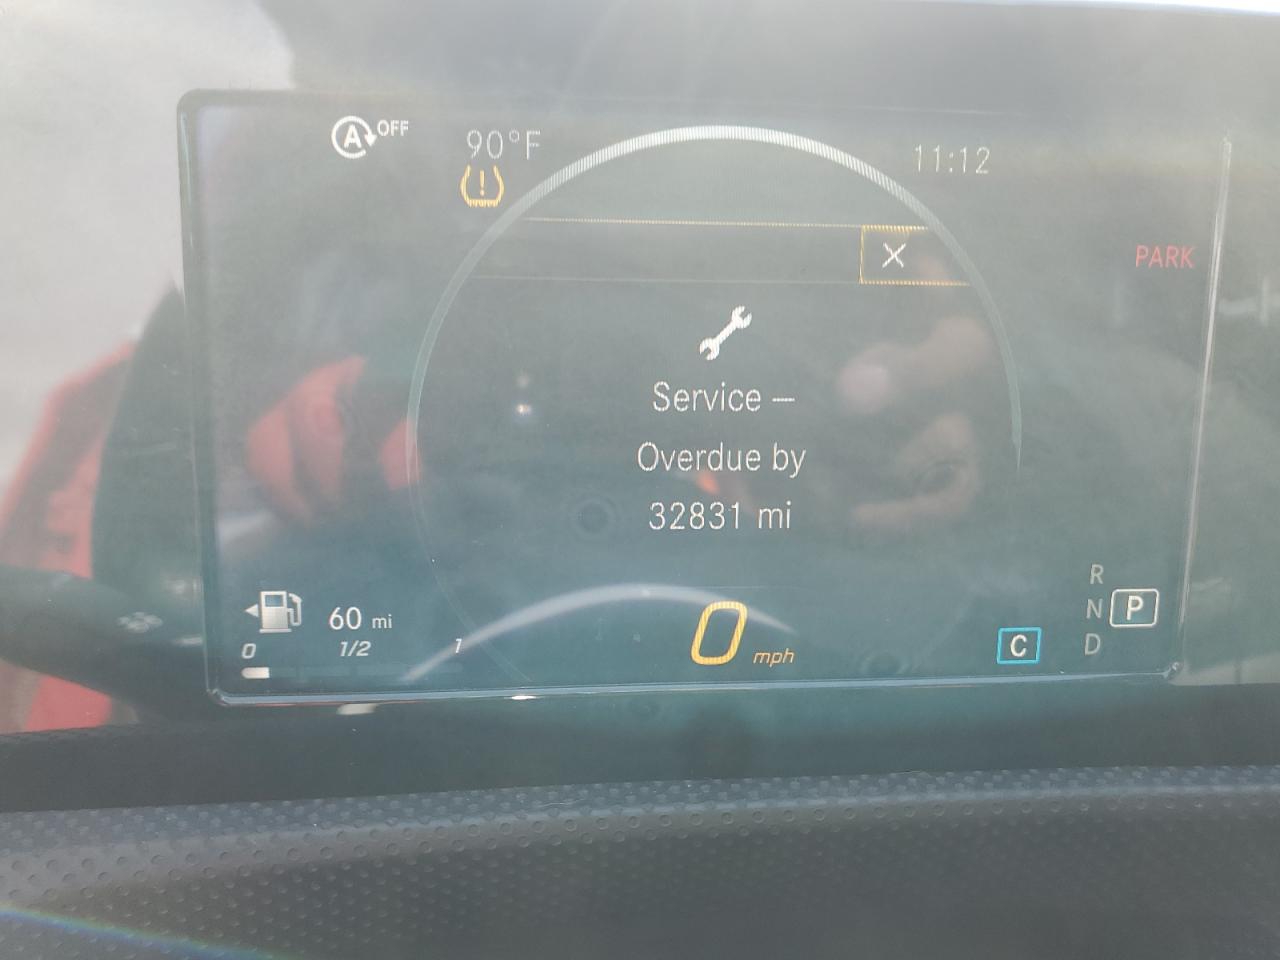 A OFF
90°F
11:12
!
X
PARK
Service –
Overdue by
32831 mi
60 mi
0 1/2 1
0 mph
C
R
N P
D